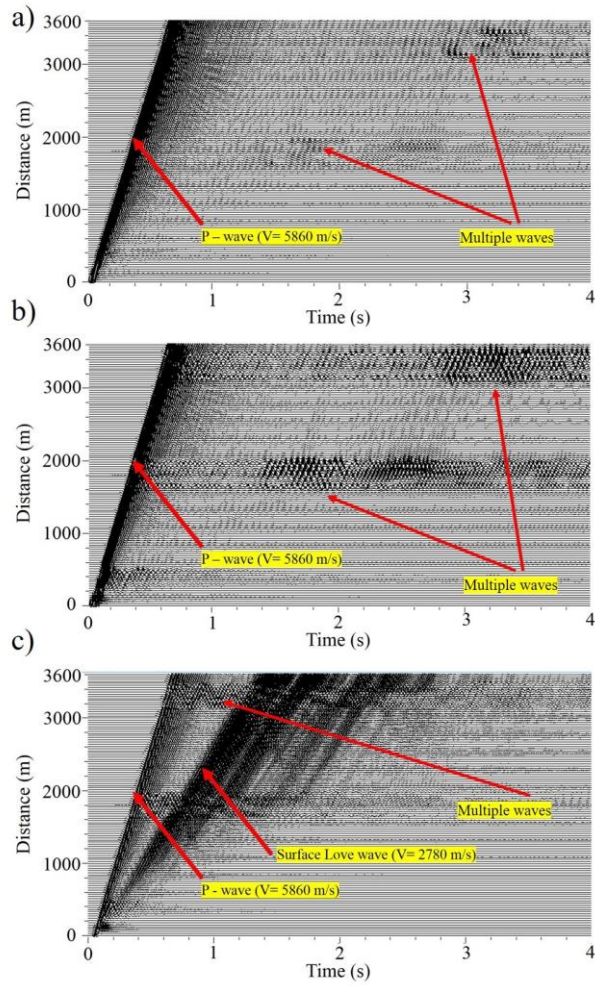 a)
3600
3000
2000
1000
0
Distance (m)
P – wave (V= 5860 m/s)
Multiple waves
0
1
2
3
4
Time (s)
b)
3600
3000
2000
1000
0
Distance (m)
P – wave (V= 5860 m/s)
Multiple waves
0
1
2
3
4
Time (s)
c)
3600
3000
2000
1000
0
Distance (m)
Multiple waves
Surface Love wave (V= 2780 m/s)
P - wave (V= 5860 m/s)
0
1
2
3
4
Time (s)